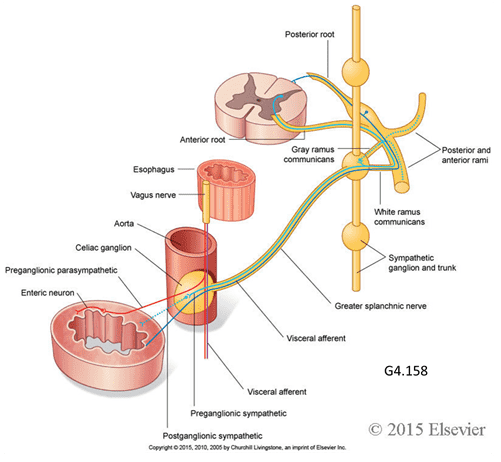 Posterior root
Anterior root
Gray ramus
communicans
Esophagus
Vagus nerve
Posterior and
anterior rami
White ramus
communicans
Aorta
Celiac ganglion
Preganglionic parasympathetic
Enteric neuron
Sympathetic
ganglion and trunk
Greater splanchnic nerve
Visceral afferent
G4.158
Visceral afferent
Preganglionic sympathetic
Postganglionic sympathetic
© 2015 Elsevier
Copyright © 2015, 2010, 2005 by Churchill Livingstone, an imprint of Elsevier Inc.